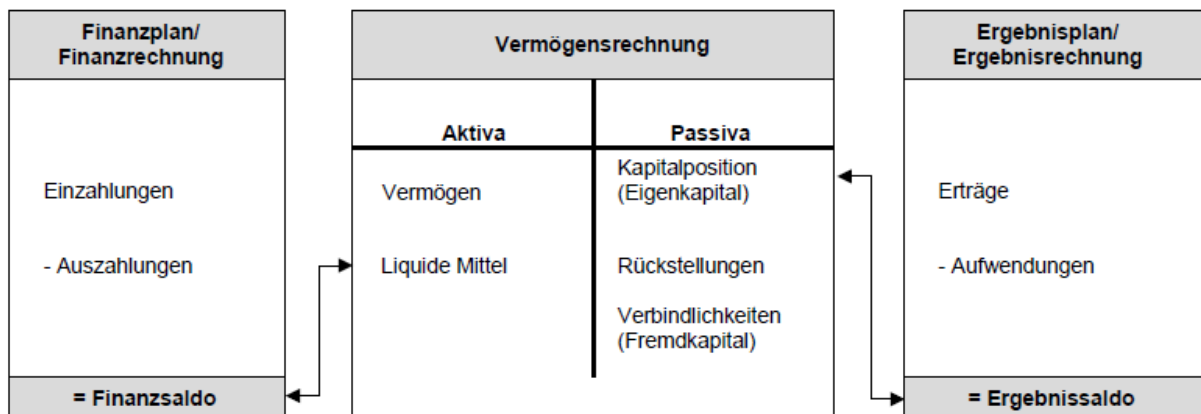 Finanzplan/
Finanzrechnung
Einzahlungen
- Auszahlungen
= Finanzsaldo
Vermögensrechnung
Aktiva
Passiva
Vermögen
Liquide Mittel
Kapitalposition
(Eigenkapital)
Rückstellungen
Verbindlichkeiten
(Fremdkapital)
Ergebnisplan/
Ergebnisrechnung
Erträge
- Aufwendungen
= Ergebnissaldo